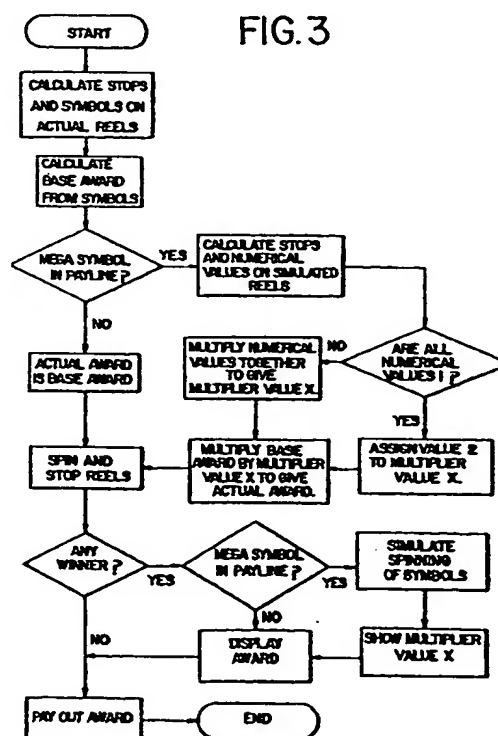 FIG. 3
START
CALCULATE STOPS
AND SYMBOLS ON
ACTUAL REELS
CALCULATE
BASE AWARD
FROM SYMBOLS
MEGA SYMBOL
IN PAYLINE?
YES
CALCULATE STOPS
AND NUMERICAL
VALUES ON SIMULATED
REELS
NO
ACTUAL AWARD
IS BASE AWARD
ARE ALL
NUMERICAL
VALUES 1?
NO
MULTIPLY NUMERICAL
VALUES TOGETHER
TO GIVE
MULTIPLIER VALUE X.
YES
ASSIGN VALUE 2
TO MULTIPLIER
VALUE X.
MULTIPLY BASE
AWARD BY MULTIPLIER
VALUE X TO GIVE
ACTUAL AWARD.
SPIN AND
STOP REELS
ANY
WINNER?
YES
MEGA SYMBOL
IN PAYLINE?
YES
SIMULATE
SPINNING
OF SYMBOLS
NO
NO
DISPLAY
AWARD
SHOW MULTIPLIER
VALUE X
PAY OUT AWARD
END